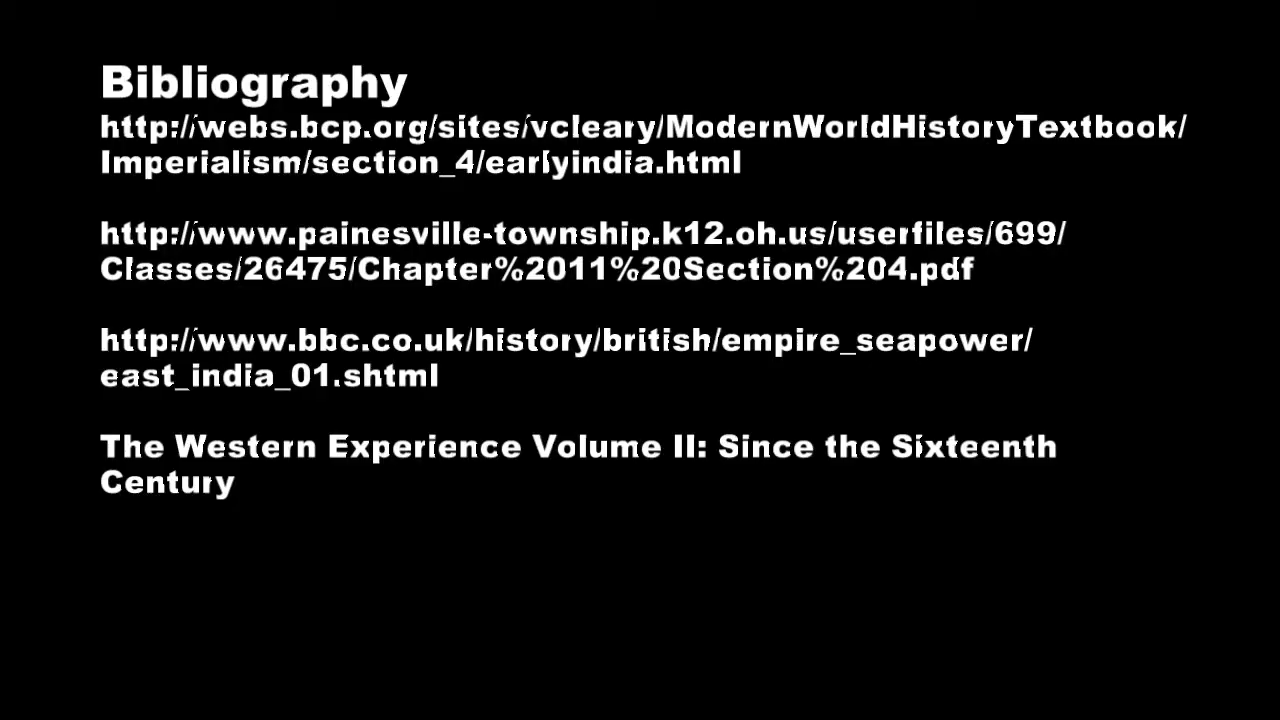 Bibliography
http://webs.bcp.org/sites/vcleary/ModernWorldHistoryTextbook/
Imperialism/section_4/earlyindia.html
http://www.painesville-township.k12.oh.us/userfiles/699/
Classes/26475/Chapter%2011%20Section%204.pdf
http://www.bbc.co.uk/history/british/empire_seapower/
east_india_01.shtml
The Western Experience Volume II: Since the Sixteenth
Century